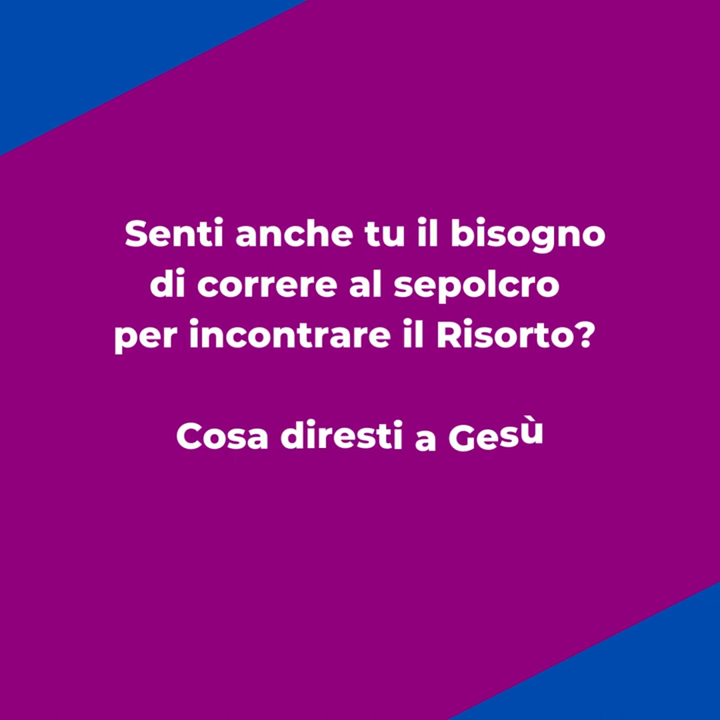 Senti anche tu il bisogno
di correre al sepolcro
per incontrare il Risorto?
Cosa diresti a Gesù